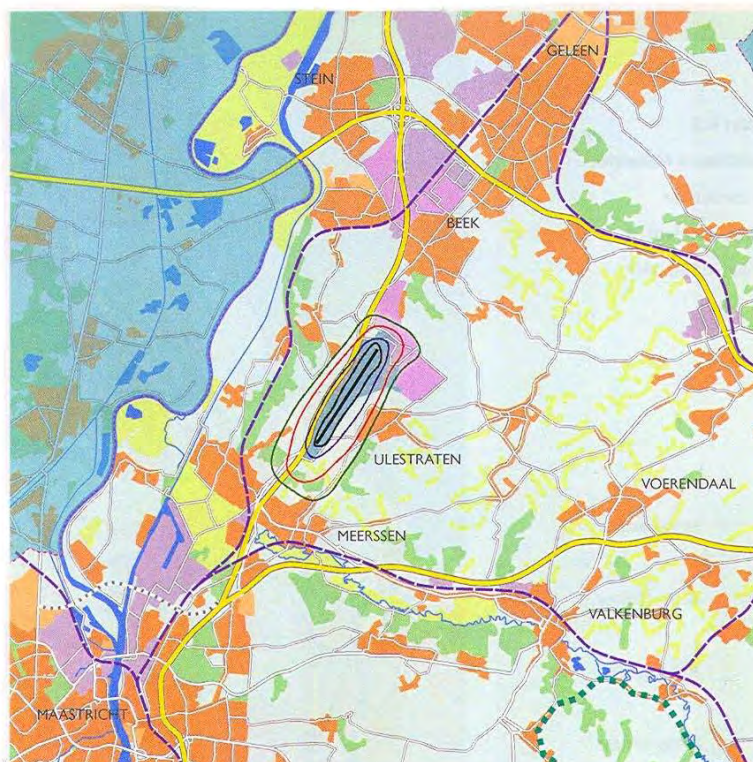 GELEEN
STEIN
BEEK
ULESTRATEN
VOERENDAAL
MEERSSEN
VALKENBURG
MAASTRICHT